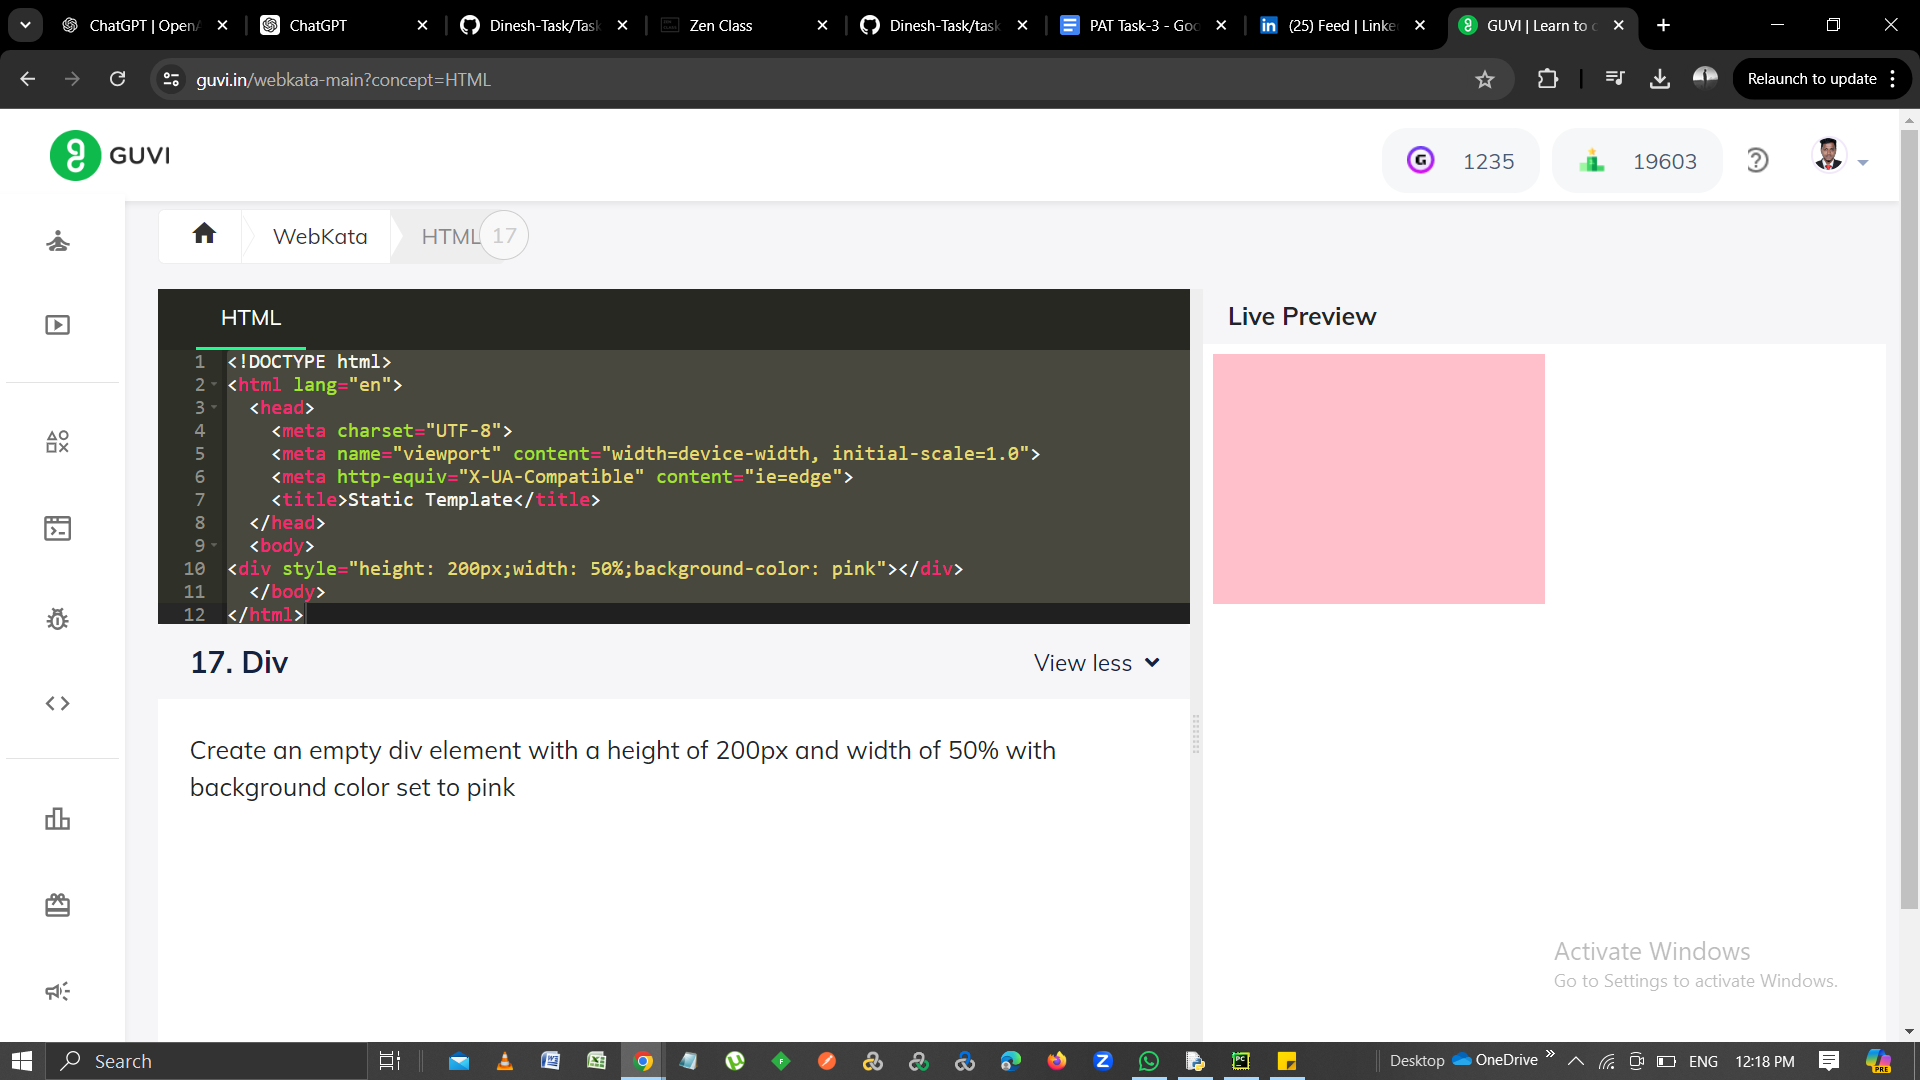 ChatGPT | OpenA
ChatGPT
Dinesh-Task/Task
Zen Class
Dinesh-Task/task
PAT Task-3 - Goo
(25) Feed | Linke
GUVI | Learn to c
guvi.in/webkata-main?concept=HTML
Relaunch to update
GUVI
1235
19603
WebKata
HTML 17
HTML
Live Preview
1 <!DOCTYPE html>
2 <html lang="en">
3 <head>
4 <meta charset="UTF-8">
5 <meta name="viewport" content="width=device-width, initial-scale=1.0">
6 <meta http-equiv="X-UA-Compatible" content="ie=edge">
7 <title>Static Template</title>
8 </head>
9 <body>
10 <div style="height: 200px;width: 50%;background-color: pink"></div>
11 </body>
12 </html>
17. Div
View less
Create an empty div element with a height of 200px and width of 50% with
background color set to pink
Activate Windows
Go to Settings to activate Windows.
Search
Desktop
OneDrive
ENG
12:18 PM